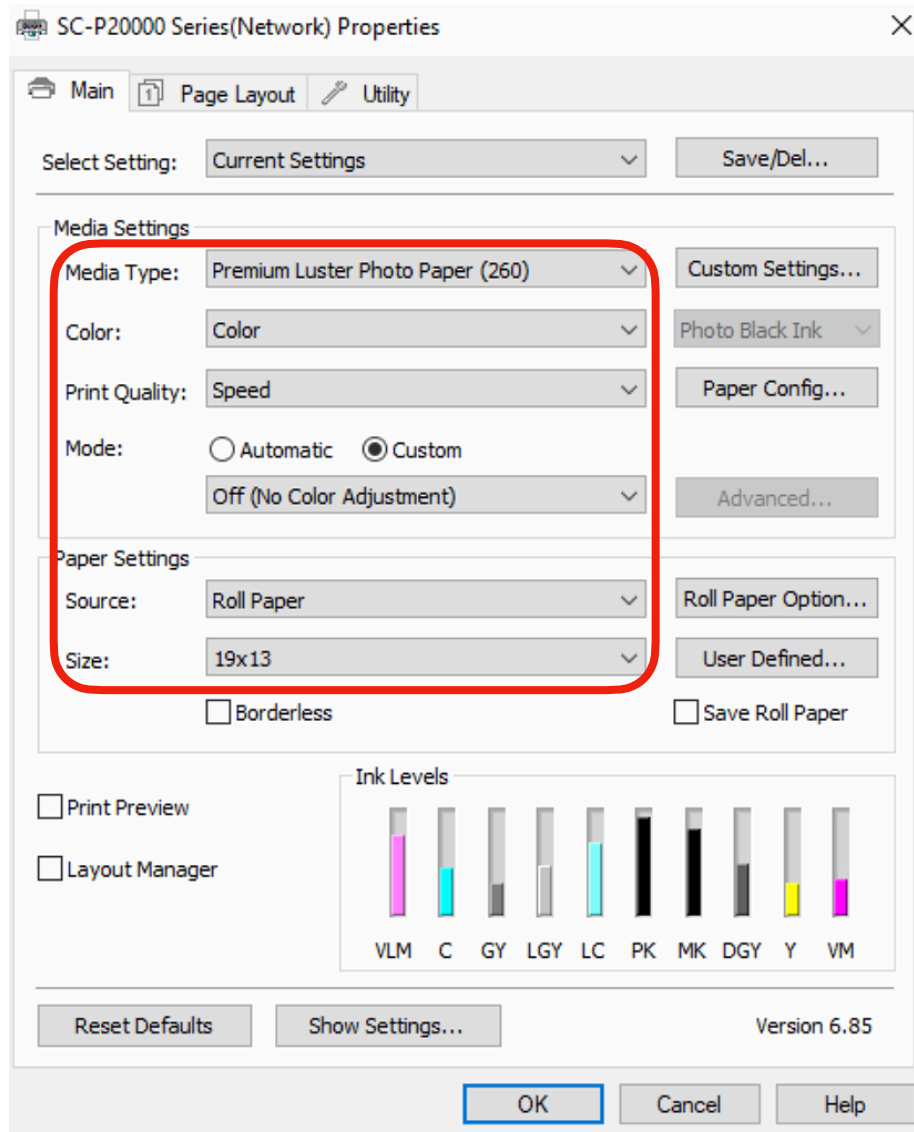 SC-P20000 Series(Network) Properties
Main Page Layout Utility
Select Setting: Current Settings Save/Del...
Media Settings
Media Type: Premium Luster Photo Paper (260) Custom Settings...
Color: Color Photo Black Ink
Print Quality: Speed Paper Config...
Mode: Automatic Custom
Off (No Color Adjustment) Advanced...
Paper Settings
Source: Roll Paper Roll Paper Option...
Size: 19x13 User Defined...
Borderless Save Roll Paper
Ink Levels
Print Preview
Layout Manager
VLM C GY LGY LC PK MK DGY Y VM
Reset Defaults Show Settings... Version 6.85
OK Cancel Help